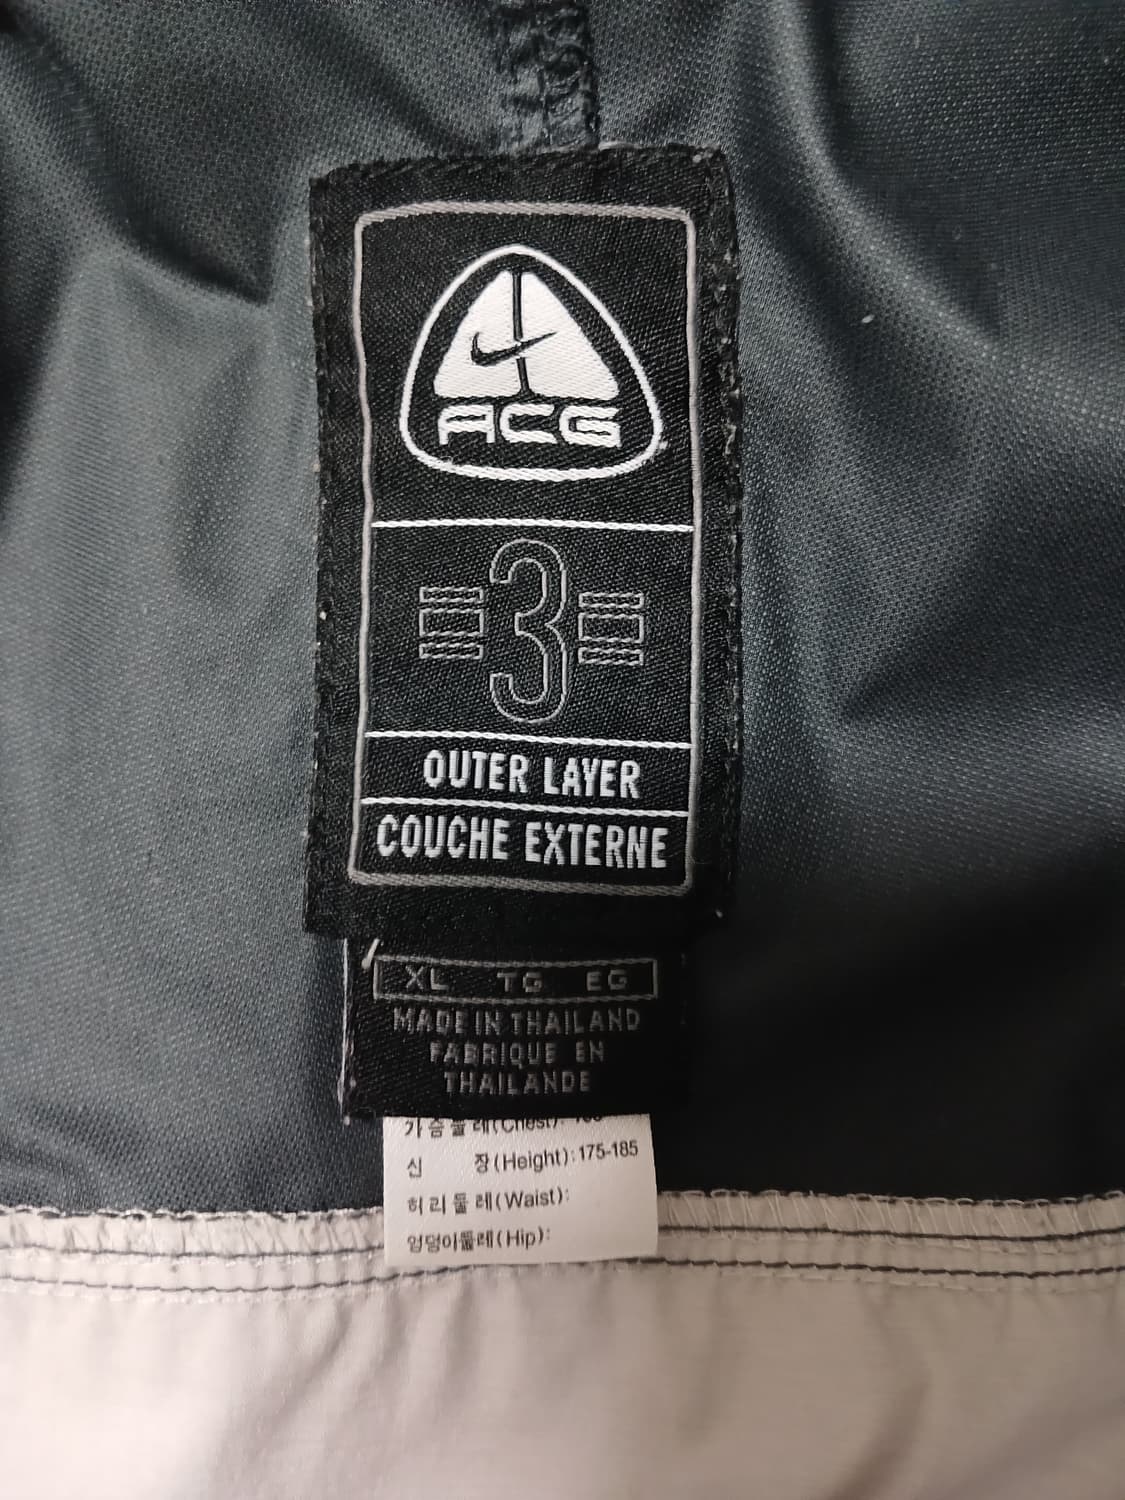 ACG
3
OUTER LAYER
COUCHE EXTERNE
XL TG EG
MADE IN THAILAND
FABRIQUE EN
THAILANDE
가슴둘레(Chest):
신 장(Height):175-185
허리둘레(Waist):
엉덩이둘레(Hip):